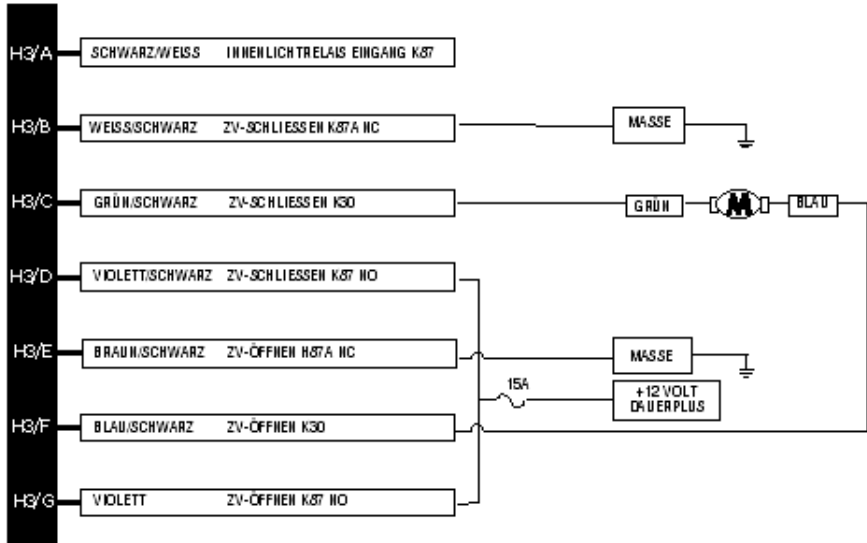 H3/A SCHWARZ/WEISS INNENLICHTRELAIS EINGANG K87
H3/B WEISS/SCHWARZ ZV-SCHLIESSEN K87A NC MASSE
H3/C GRÜN/SCHWARZ ZV-SCHLIESSEN K30 GRÜN M BLAU
H3/D VIOLETT/SCHWARZ ZV-SCHLIESSEN K87 NO
H3/E BRAUN/SCHWARZ ZV-ÖFFNEN H87A NC MASSE
15A +12 VOLT
DAUERPLUS
H3/F BLAU/SCHWARZ ZV-ÖFFNEN K30
H3/G VIOLETT ZV-ÖFFNEN K87 NO